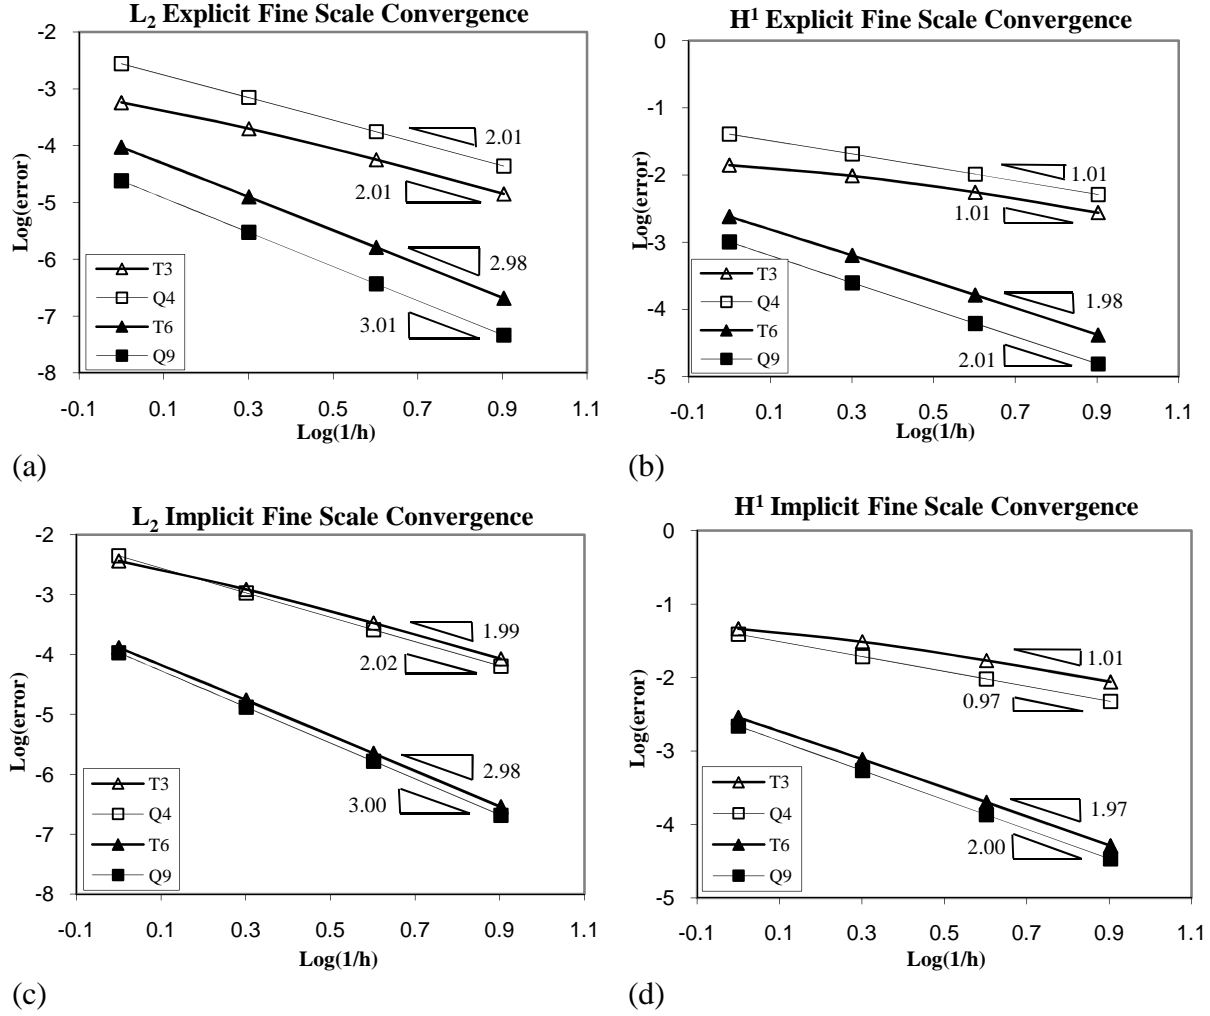 L2 Explicit Fine Scale Convergence
-2
-3
-4
-5
-6
-7
-8
Log(error)
2.01
2.01
2.98
3.01
T3
Q4
T6
Q9
-0.1 0.1 0.3 0.5 0.7 0.9 1.1
Log(1/h)
(a)
H1 Explicit Fine Scale Convergence
0
-1
-2
-3
-4
-5
Log(error)
1.01
1.01
1.98
2.01
T3
Q4
T6
Q9
-0.1 0.1 0.3 0.5 0.7 0.9 1.1
Log(1/h)
(b)
L2 Implicit Fine Scale Convergence
-2
-3
-4
-5
-6
-7
-8
Log(error)
1.99
2.02
2.98
3.00
T3
Q4
T6
Q9
-0.1 0.1 0.3 0.5 0.7 0.9 1.1
Log(1/h)
(c)
H1 Implicit Fine Scale Convergence
0
-1
-2
-3
-4
-5
Log(error)
1.01
0.97
1.97
2.00
T3
Q4
T6
Q9
-0.1 0.1 0.3 0.5 0.7 0.9 1.1
Log(1/h)
(d)